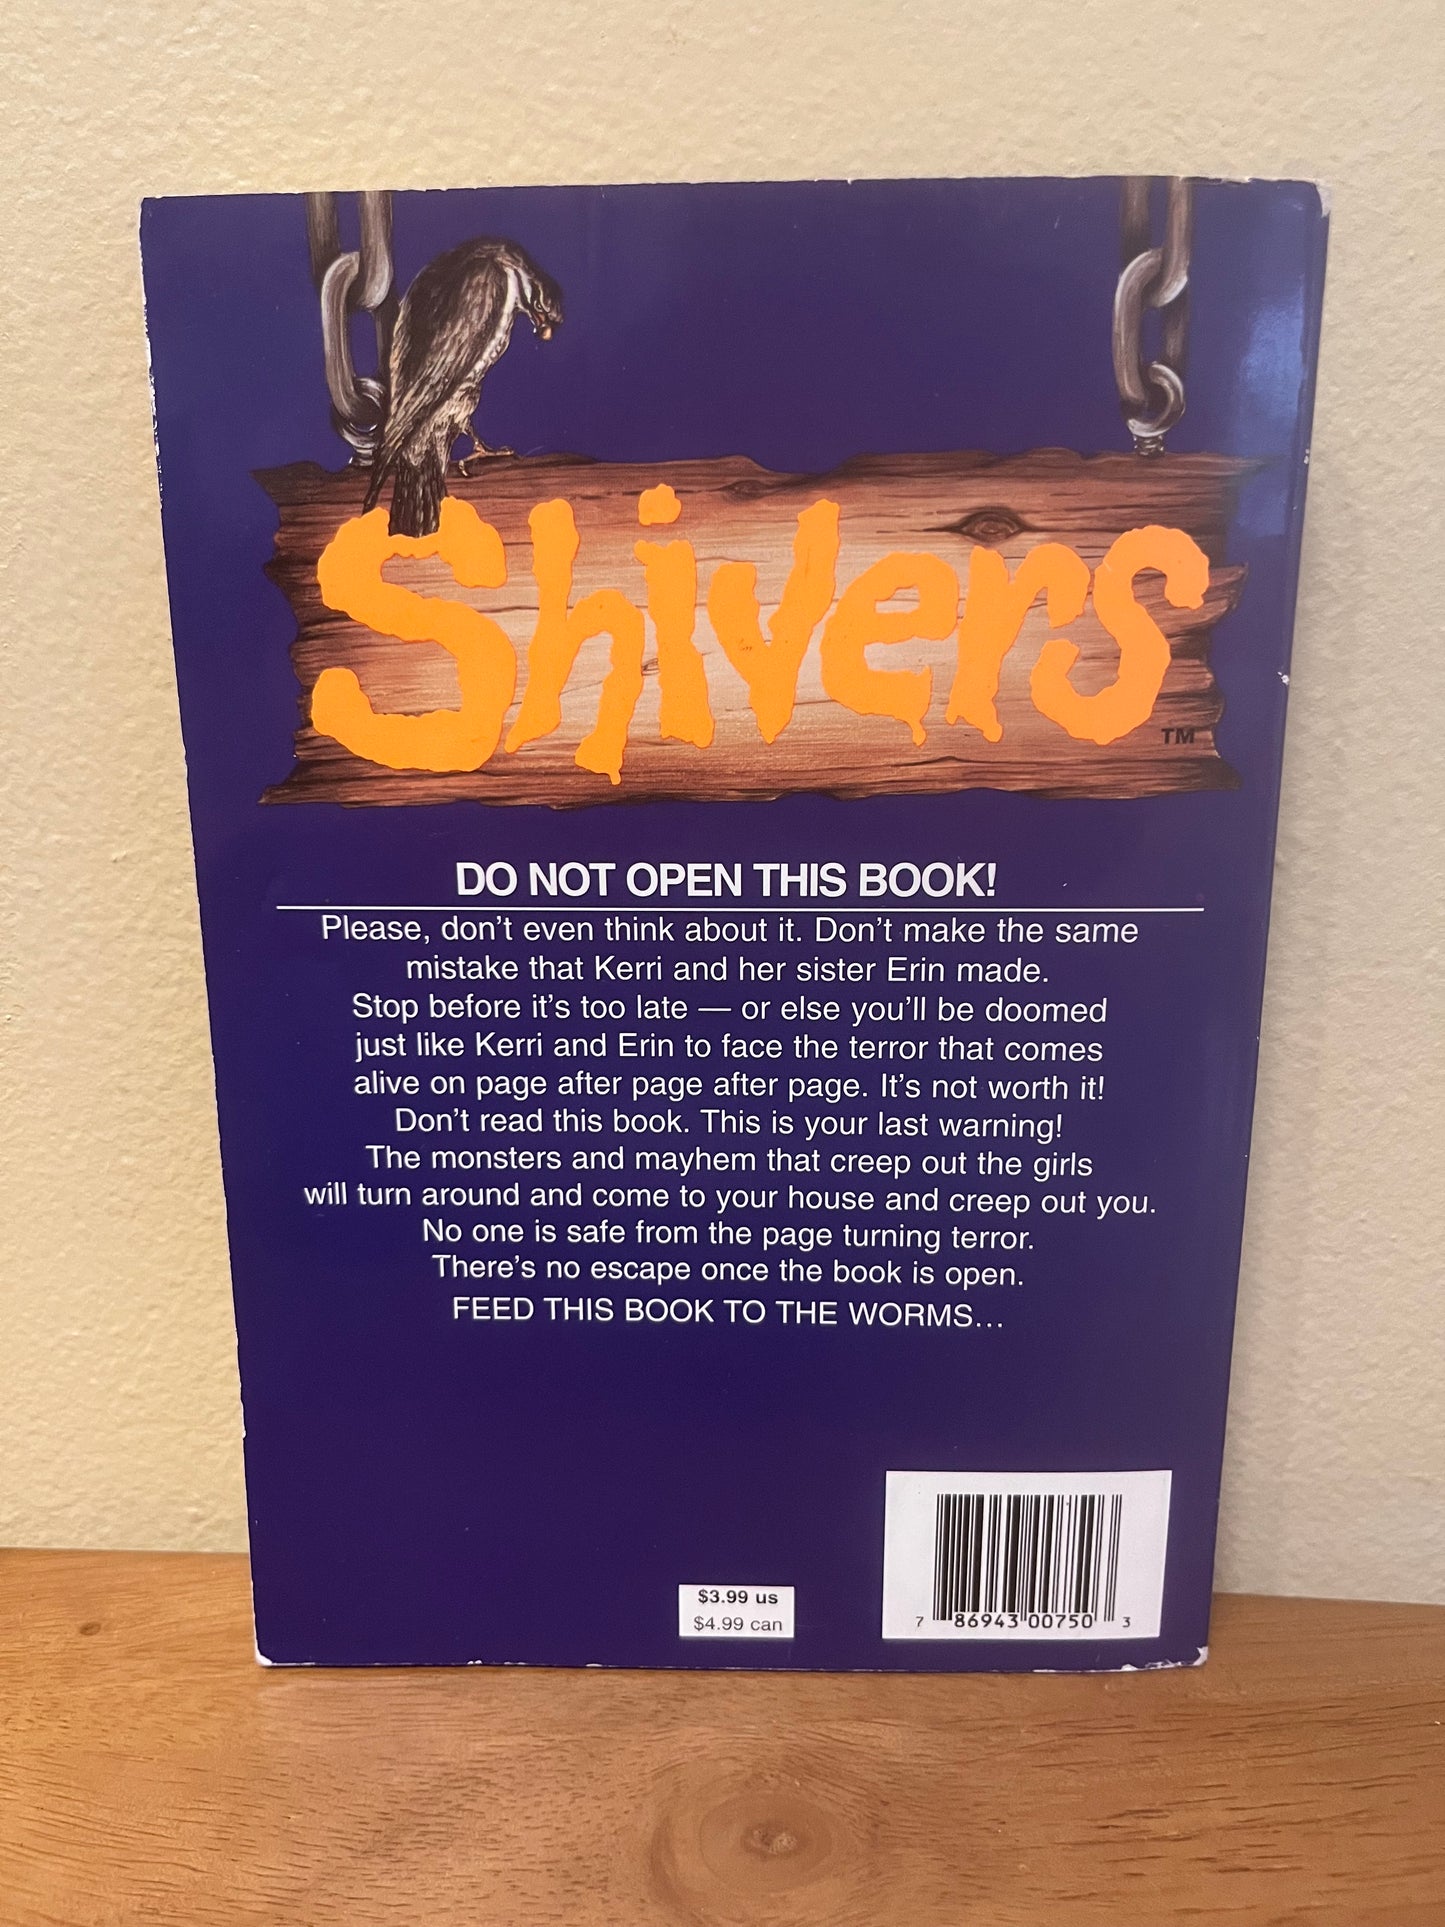 Shivers™
DO NOT OPEN THIS BOOK!
Please, don't even think about it. Don't make the same
mistake that Kerri and her sister Erin made.
Stop before it's too late — or else you'll be doomed
just like Kerri and Erin to face the terror that comes
alive on page after page after page. It's not worth it!
Don't read this book. This is your last warning!
The monsters and mayhem that creep out the girls
will turn around and come to your house and creep out you.
No one is safe from the page turning terror.
There's no escape once the book is open.
FEED THIS BOOK TO THE WORMS...
$3.99 us
$4.99 can
7 86943 00750 3